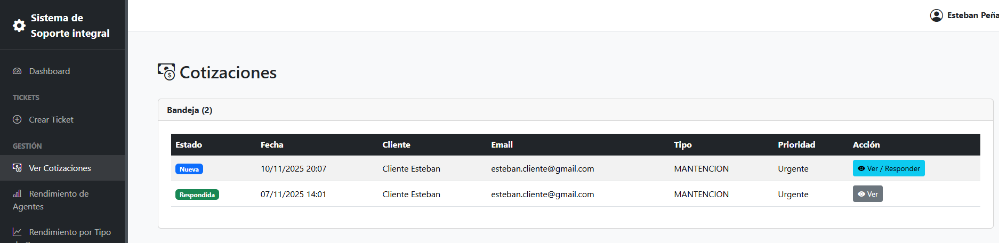 Sistema de
Soporte integral
Esteban Peña
Dashboard
TICKETS
Crear Ticket
GESTIÓN
Ver Cotizaciones
Rendimiento de
Agentes
Rendimiento por Tipo
Cotizaciones
Bandeja (2)
Estado Fecha Cliente Email Tipo Prioridad Acción
Nueva 10/11/2025 20:07 Cliente Esteban esteban.cliente@gmail.com MANTENCION Urgente Ver / Responder
Respondida 07/11/2025 14:01 Cliente Esteban esteban.cliente@gmail.com MANTENCION Urgente Ver